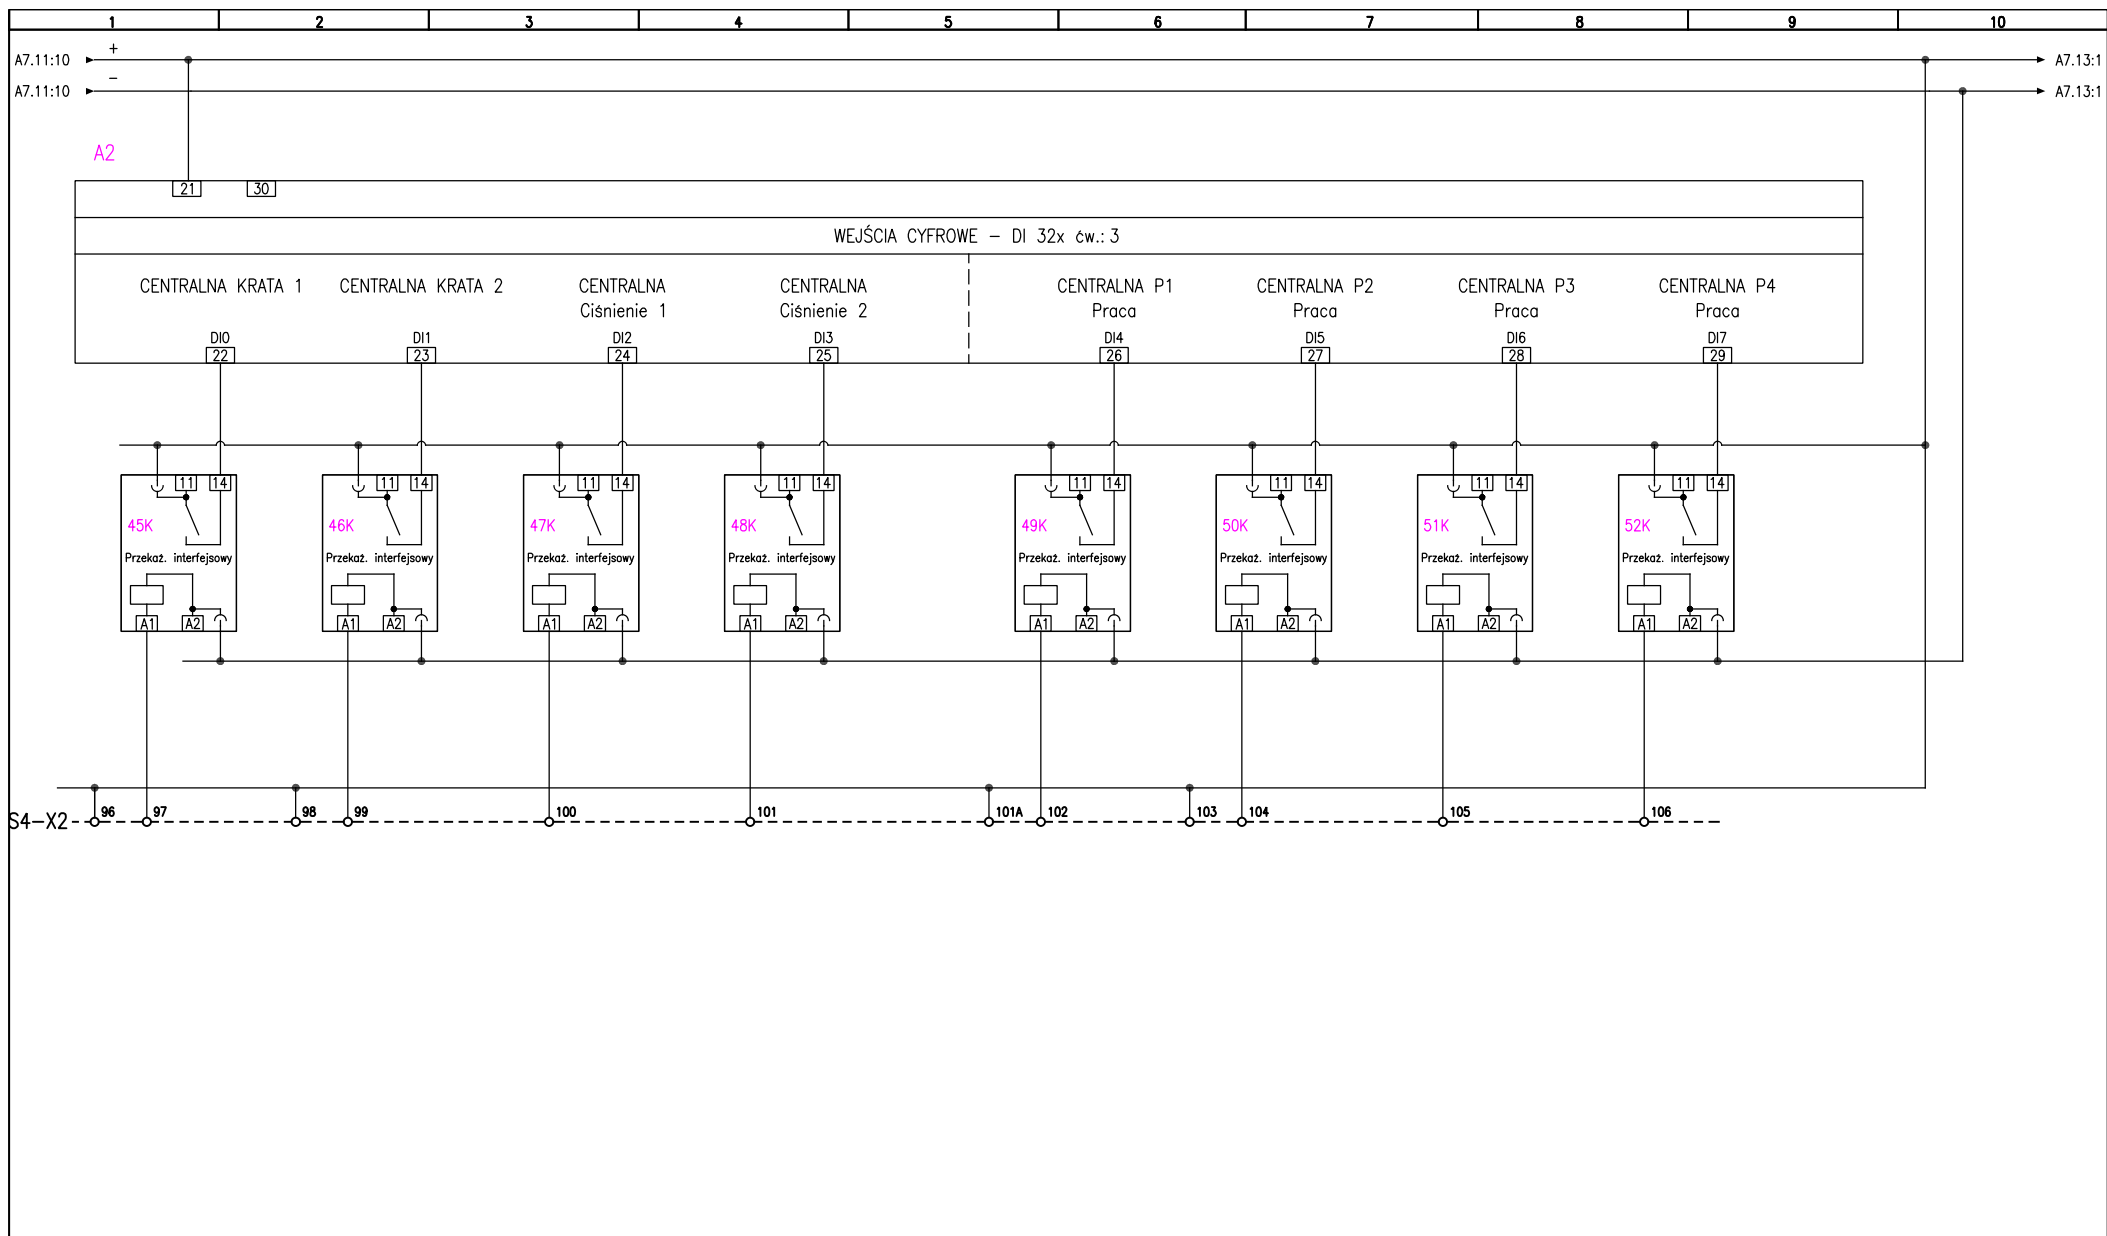 1 2 3 4 5 6 7 8 9 10
A7.11:10 + A7.13:1
A7.11:10 − A7.13:1
A2
21 30
WEJŚCIA CYFROWE − DI 32x ćw.: 3
CENTRALNA KRATA 1 CENTRALNA KRATA 2 CENTRALNA CENTRALNA CENTRALNA P1 CENTRALNA P2 CENTRALNA P3 CENTRALNA P4
Ciśnienie 1 Ciśnienie 2 Praca Praca Praca Praca
DI0 DI1 DI2 DI3 DI4 DI5 DI6 DI7
22 23 24 25 26 27 28 29
11 14 11 14 11 14 11 14 11 14 11 14 11 14 11 14
45K 46K 47K 48K 49K 50K 51K 52K
Przekaź. interfejsowy Przekaź. interfejsowy Przekaź. interfejsowy Przekaź. interfejsowy Przekaź. interfejsowy Przekaź. interfejsowy Przekaź. interfejsowy Przekaź. interfejsowy
A1 A2 A1 A2 A1 A2 A1 A2 A1 A2 A1 A2 A1 A2 A1 A2
S4−X2 96 97 98 99 100 101 101A 102 103 104 105 106